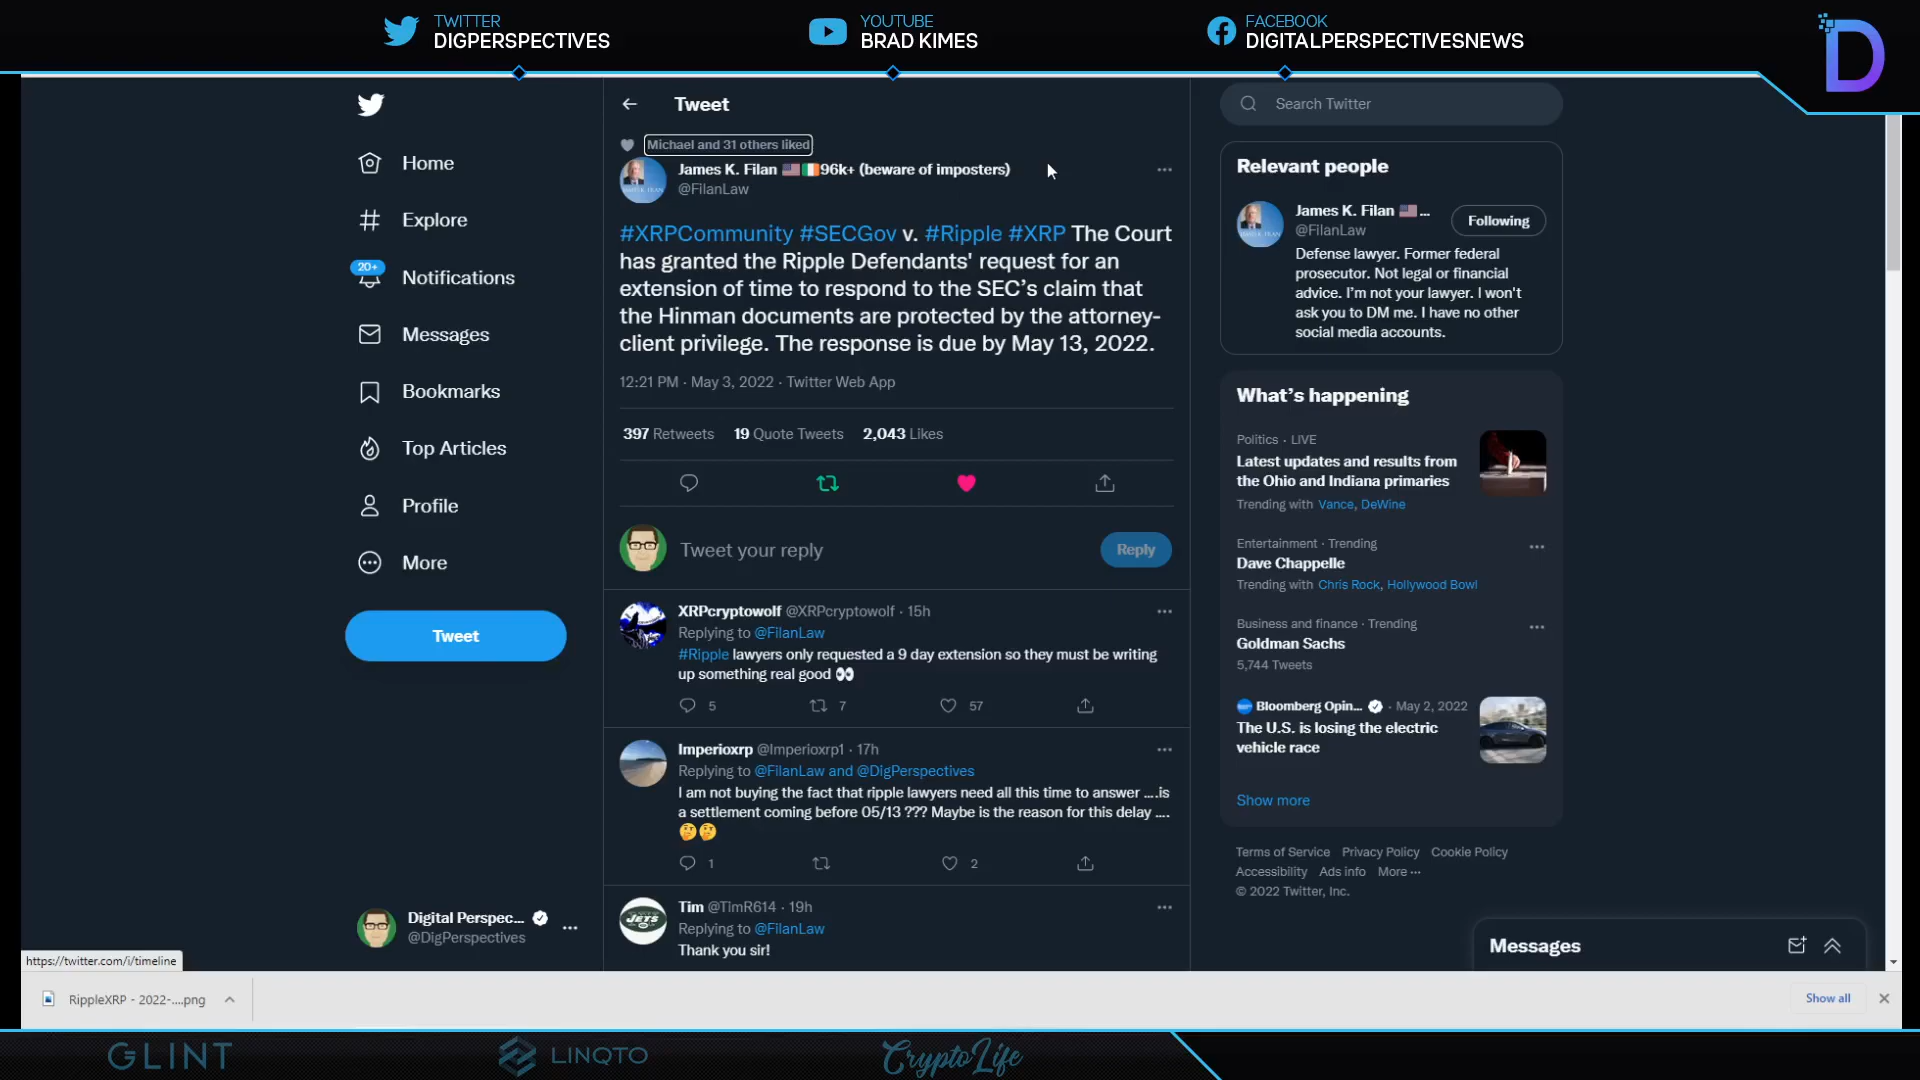 TWITTER
DIGPERSPECTIVES
YOUTUBE
BRAD KIMES
FACEBOOK
DIGITALPERSPECTIVESNEWS
D
Home
Explore
20+
Notifications
Messages
Bookmarks
Top Articles
Profile
More
Tweet
Digital Perspec...
@DigPerspectives
Tweet
Michael and 31 others liked
James K. Filan 🇺🇸🇮🇪96k+ (beware of imposters)
@FilanLaw
#XRPCommunity #SECGov v. #Ripple #XRP The Court
has granted the Ripple Defendants' request for an
extension of time to respond to the SEC's claim that
the Hinman documents are protected by the attorney-
client privilege. The response is due by May 13, 2022.
12:21 PM · May 3, 2022 · Twitter Web App
397 Retweets 19 Quote Tweets 2,043 Likes
Tweet your reply
Reply
XRPcryptowolf @XRPcryptowolf · 15h
Replying to @FilanLaw
#Ripple lawyers only requested a 9 day extension so they must be writing
up something real good 👀
5 7 57
Imperioxrp @Imperioxrp1 · 17h
Replying to @FilanLaw and @DigPerspectives
I am not buying the fact that ripple lawyers need all this time to answer ....is
a settlement coming before 05/13 ??? Maybe is the reason for this delay ....
🤔🤔
1 2
Tim @TimR614 · 19h
Replying to @FilanLaw
Thank you sir!
JETS
Search Twitter
Relevant people
James K. Filan 🇺🇸 ...
@FilanLaw
Following
Defense lawyer. Former federal
prosecutor. Not legal or financial
advice. I'm not your lawyer. I won't
ask you to DM me. I have no other
social media accounts.
What's happening
Politics · LIVE
Latest updates and results from
the Ohio and Indiana primaries
Trending with Vance, DeWine
Entertainment · Trending
Dave Chappelle
Trending with Chris Rock, Hollywood Bowl
Business and finance · Trending
Goldman Sachs
5,744 Tweets
Bloomberg Opin... · May 2, 2022
The U.S. is losing the electric
vehicle race
Show more
Terms of Service Privacy Policy Cookie Policy
Accessibility Ads info More ···
© 2022 Twitter, Inc.
Messages
https://twitter.com/i/timeline
RippleXRP - 2022-....png
Show all
GLINT
LINQTO
CryptoLife